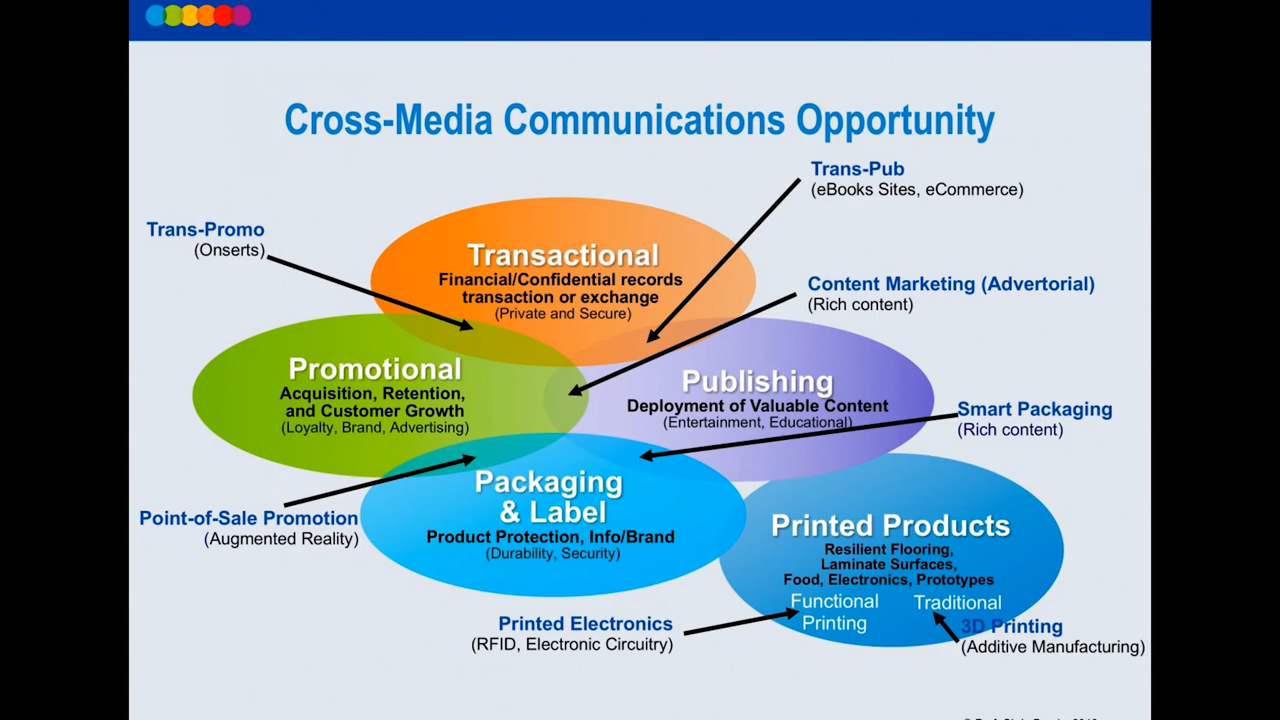 Cross-Media Communications Opportunity
Trans-Pub
(eBooks Sites, eCommerce)
Trans-Promo
(Onserts)
Transactional
Financial/Confidential records
transaction or exchange
(Private and Secure)
Content Marketing (Advertorial)
(Rich content)
Promotional
Acquisition, Retention,
and Customer Growth
(Loyalty, Brand, Advertising)
Publishing
Deployment of Valuable Content
(Entertainment, Educational)
Smart Packaging
(Rich content)
Packaging
& Label
Product Protection, Info/Brand
(Durability, Security)
Point-of-Sale Promotion
(Augmented Reality)
Printed Products
Resilient Flooring,
Laminate Surfaces,
Food, Electronics, Prototypes
Functional
Printing
Traditional
Printed Electronics
(RFID, Electronic Circuitry)
3D Printing
(Additive Manufacturing)